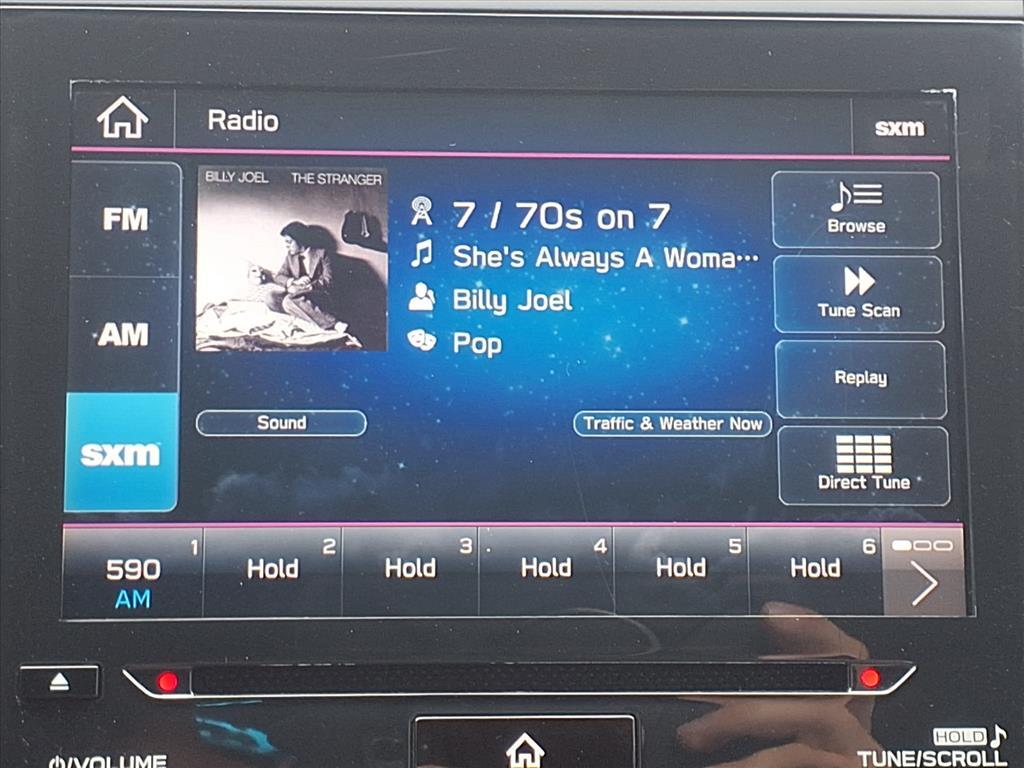 Radio
sxm
FM
AM
sxm
BILLY JOEL THE STRANGER
7 / 70s on 7
She's Always A Woma···
Billy Joel
Pop
Sound
Traffic & Weather Now
Browse
Tune Scan
Replay
Direct Tune
1
590
AM
2
Hold
3
Hold
4
Hold
5
Hold
6
Hold
/VOLUME
HOLD
TUNE/SCROLL